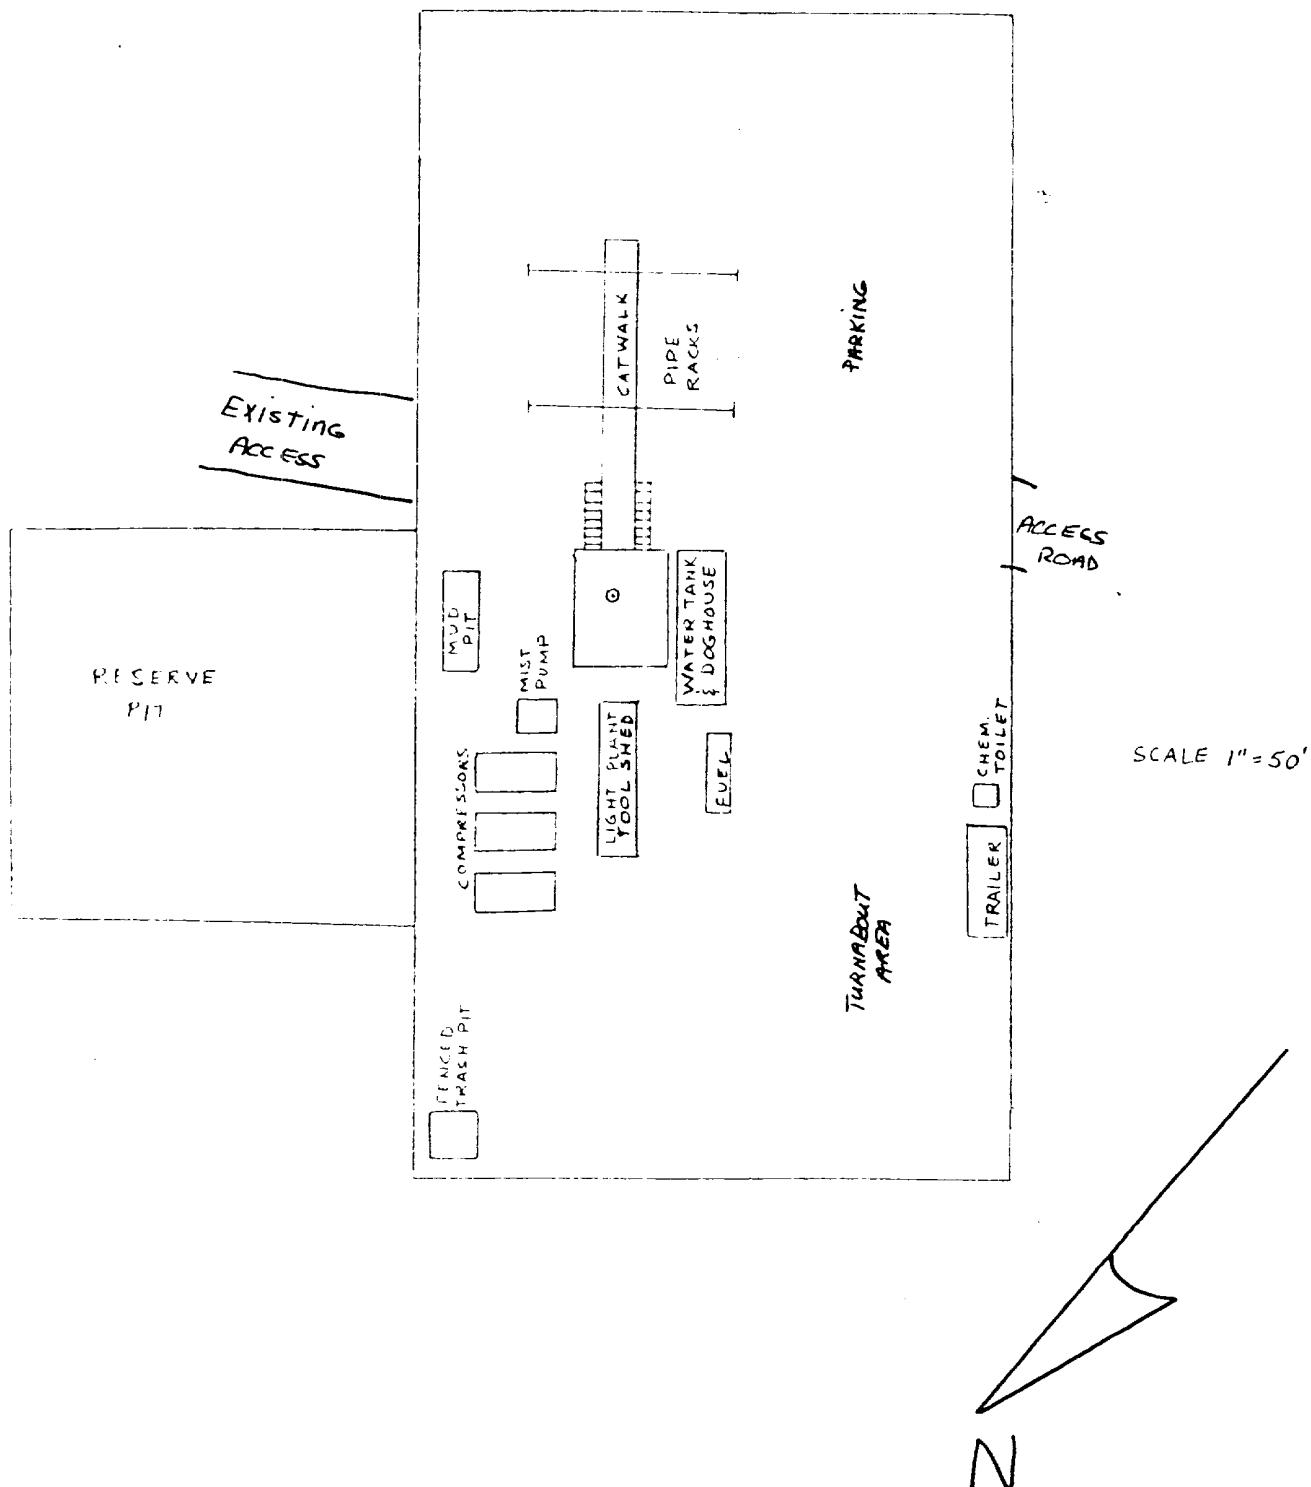 CATWALK
PIPE
RACKS
PARKING
Existing
Access
ACCESS
ROAD
MUD
PIT
MIST
PUMP
WATER TANK
& DOGHOUSE
RESERVE
PIT
COMPRESSORS
LIGHT PLANT
TOOL SHED
FUEL
CHEM.
TOILET
SCALE 1"=50'
TRAILER
TURNABOUT
AREA
FENCED
TRASH PIT
N